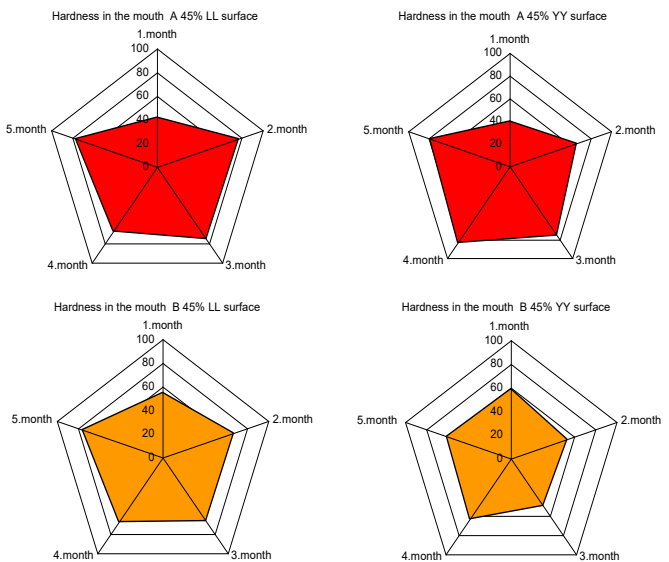 Hardness in the mouth A 45% LL surface
1.month
100
80
60
40
20
0
2.month
3.month
4.month
5.month
Hardness in the mouth A 45% YY surface
1.month
100
80
60
40
20
0
2.month
3.month
4.month
5.month
Hardness in the mouth B 45% LL surface
1.month
100
80
60
40
20
0
2.month
3.month
4.month
5.month
Hardness in the mouth B 45% YY surface
1.month
100
80
60
40
20
0
2.month
3.month
4.month
5.month